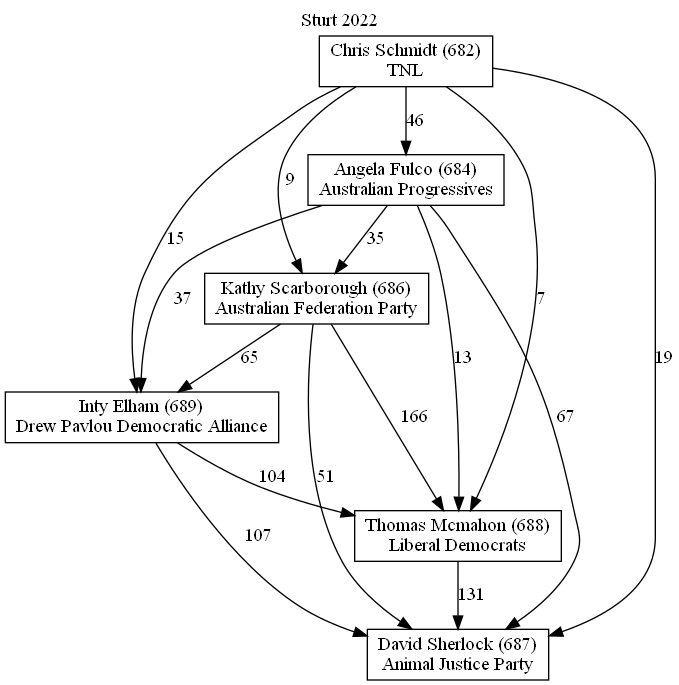 Sturt 2022
Chris Schmidt (682)
TNL
46
Angela Fulco (684)
Australian Progressives
9
35
15
37
7
Kathy Scarborough (686)
Australian Federation Party
65
13
19
Inty Elham (689)
Drew Pavlou Democratic Alliance
166
67
104
51
Thomas Mcmahon (688)
Liberal Democrats
107
131
David Sherlock (687)
Animal Justice Party